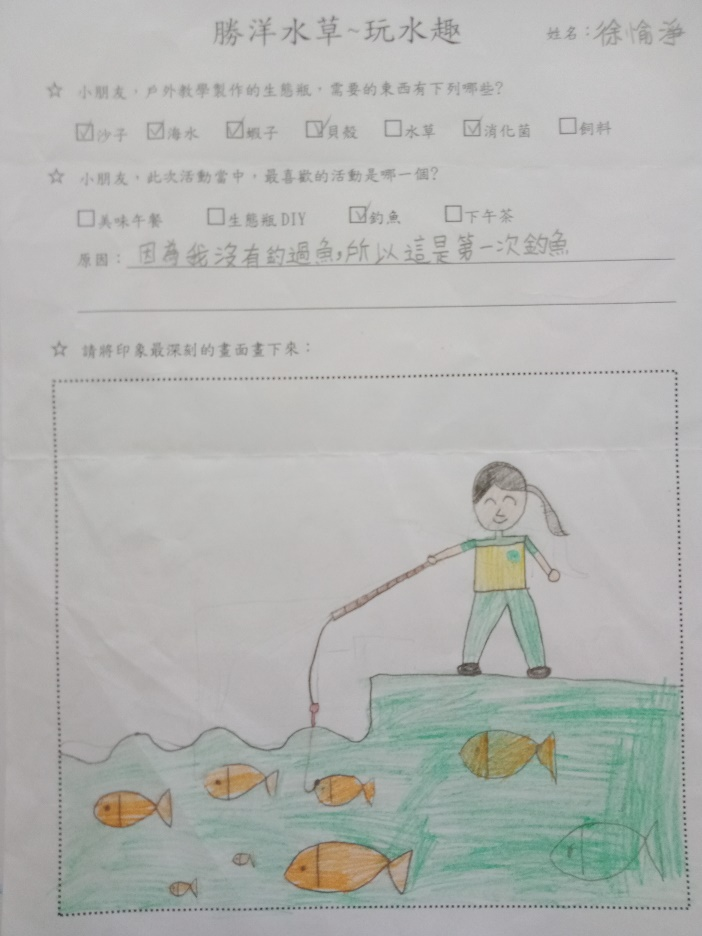 勝洋水草~玩水趣 姓名：徐愉淨
☆ 小朋友，戶外教學製作的生態瓶，需要的東西有下列哪些?
☑沙子 ☑海水 ☑蝦子 ☑貝殼 □水草 ☑消化菌 □飼料
☆ 小朋友，此次活動當中，最喜歡的活動是哪一個?
□美味午餐 □生態瓶DIY ☑釣魚 □下午茶
原因：因為我沒有釣過魚，所以這是第一次釣魚
☆ 請將印象最深刻的畫面畫下來：